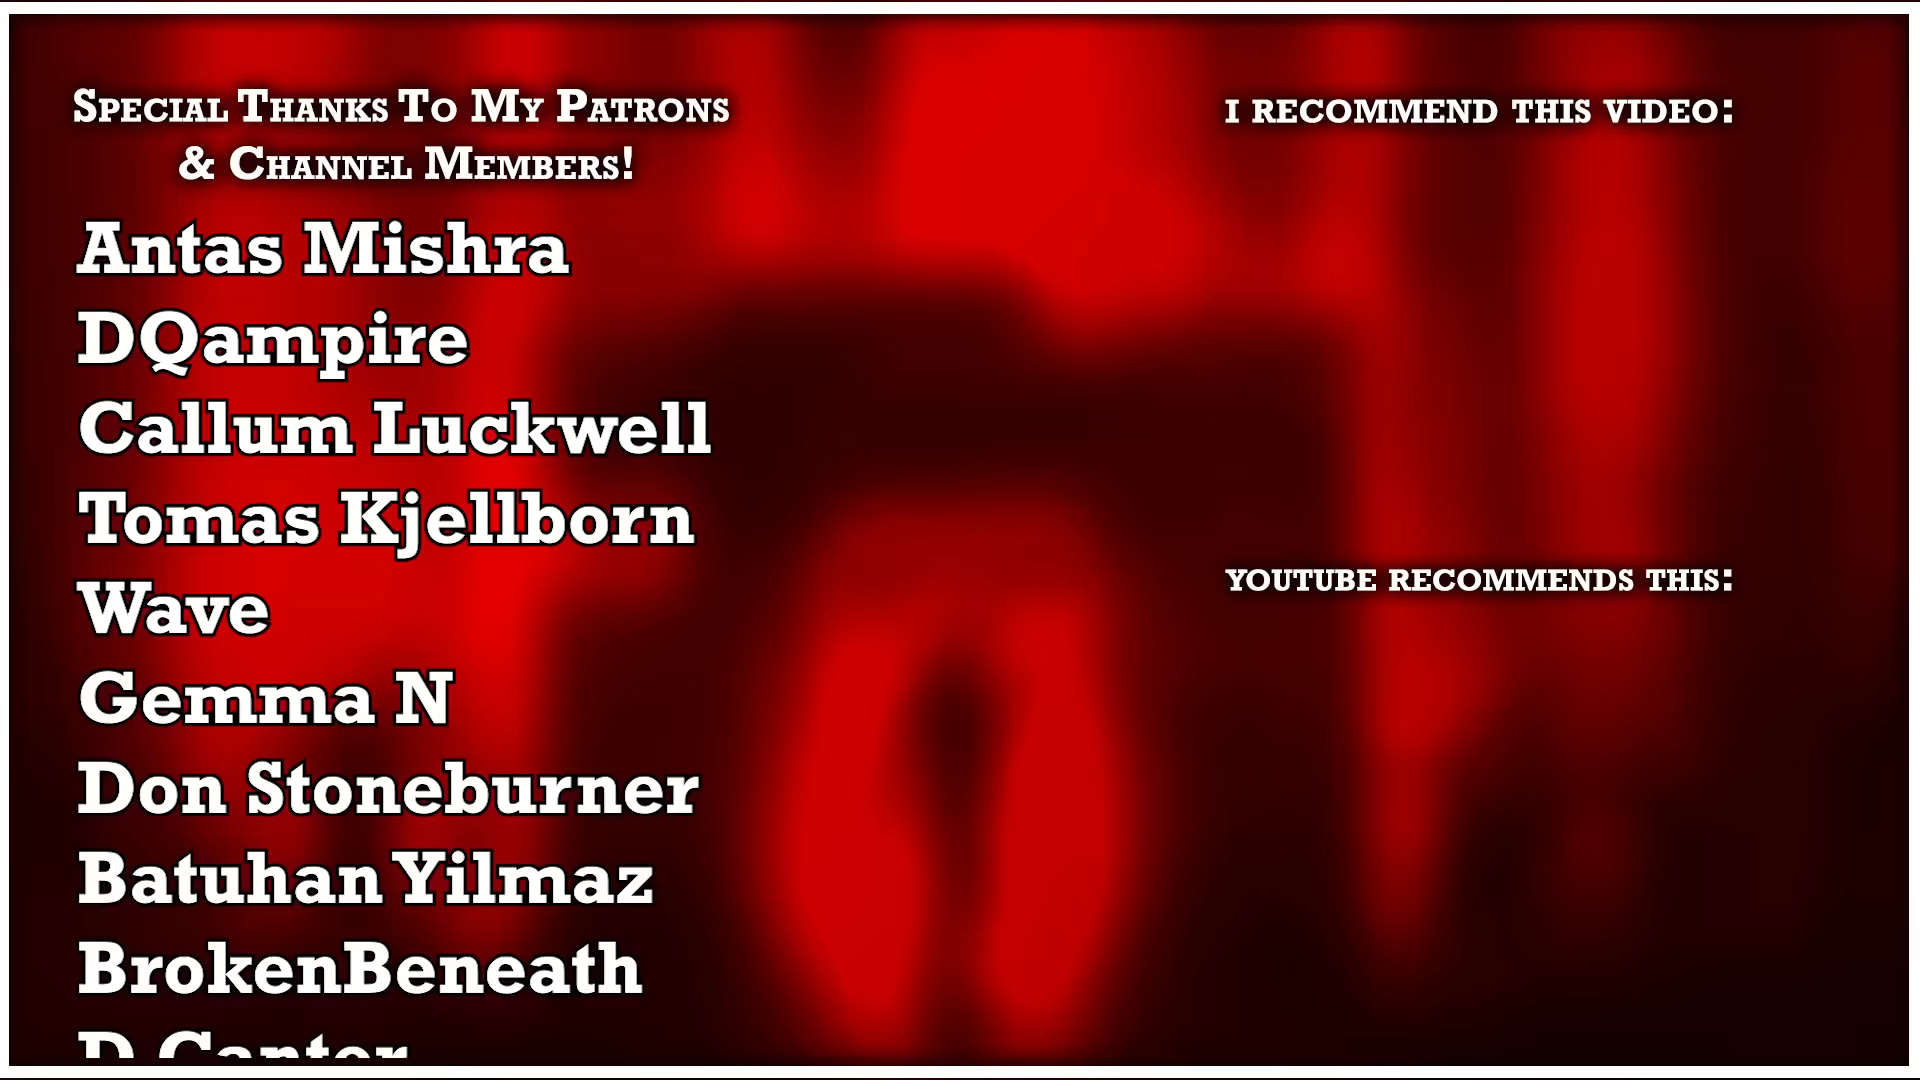 Special Thanks To My Patrons
& Channel Members!
Antas Mishra
DQampire
Callum Luckwell
Tomas Kjellborn
Wave
Gemma N
Don Stoneburner
Batuhan Yilmaz
BrokenBeneath
D Canter
I RECOMMEND THIS VIDEO:
YOUTUBE RECOMMENDS THIS: